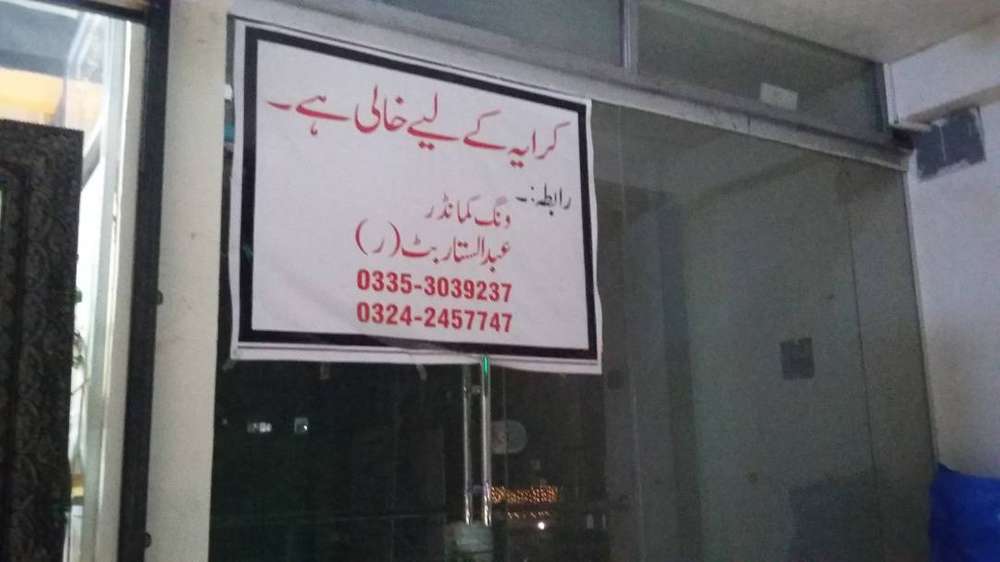 کرایہ کے لیے خالی ہے۔
رابطہ:۔
ونگ کمانڈر
عبدالستار بٹ (ر)
0335-3039237
0324-2457747